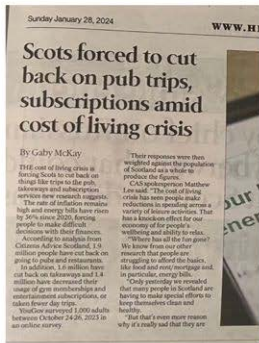 Sunday January 28, 2024
WWW.H
Scots forced to cut
back on pub trips,
subscriptions amid
cost of living crisis
By Gaby McKay
THE cost of living crisis is
forcing Scots to cut back on
things like trips to the pub,
takeaways and subscription
services new research suggests.
The rate of inflation remains
high and energy bills have risen
by 36% since 2020, forcing
people to make difficult
decisions with their finances.
According to analysis from
Citizens Advice Scotland, 1.9
million people have cut back on
going to pubs and restaurants.
In addition, 1.8 million have
cut back on takeaways and 1.4
million have decreased their
usage of gym memberships and
entertainment subscriptions, or
taken fewer day trips.
YouGov surveyed 1,000 adults
between October 24-26, 2023 in
an online survey.
Their responses were then
weighted against the population
of Scotland as a whole to
produce the figures.
CAS spokesperson Matthew
Lee said: "The cost of living
crisis has seen people make
reductions in spending across a
variety of leisure activities. That
has a knock-on effect for our
economy for people's
wellbeing and ability to relax.
"Where has all the fun gone?
We know from our other
research that people are
struggling to afford the basics,
like food and rent/mortgage and
in particular, energy bills.
"Only yesterday we revealed
that many people in Scotland are
having to make special efforts to
keep themselves clean and
healthy.
"But that's even more reason
why it's really sad that they are
our
ener